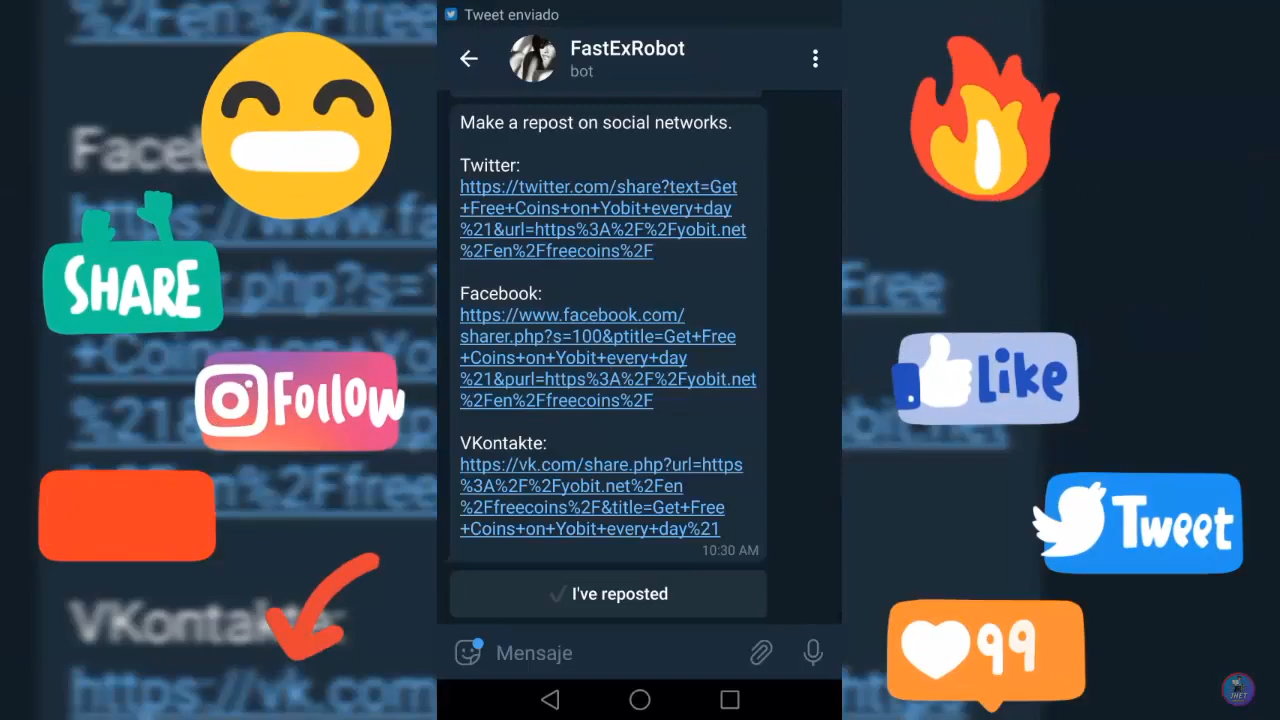 Tweet enviado
FastExRobot
bot
Make a repost on social networks.
Twitter:
https://twitter.com/share?text=Get
+Free+Coins+on+Yobit+every+day
%21&url=https%3A%2F%2Fyobit.net
%2Fen%2Ffreecoins%2F
Facebook:
https://www.facebook.com/
sharer.php?s=100&ptitle=Get+Free
+Coins+on+Yobit+every+day
%21&purl=https%3A%2F%2Fyobit.net
%2Fen%2Ffreecoins%2F
VKontakte:
https://vk.com/share.php?url=https
%3A%2F%2Fyobit.net%2Fen
%2Ffreecoins%2F&title=Get+Free
+Coins+on+Yobit+every+day%21
10:30 AM
I've reposted
Mensaje
SHARE
Follow
Like
Tweet
99
JHET